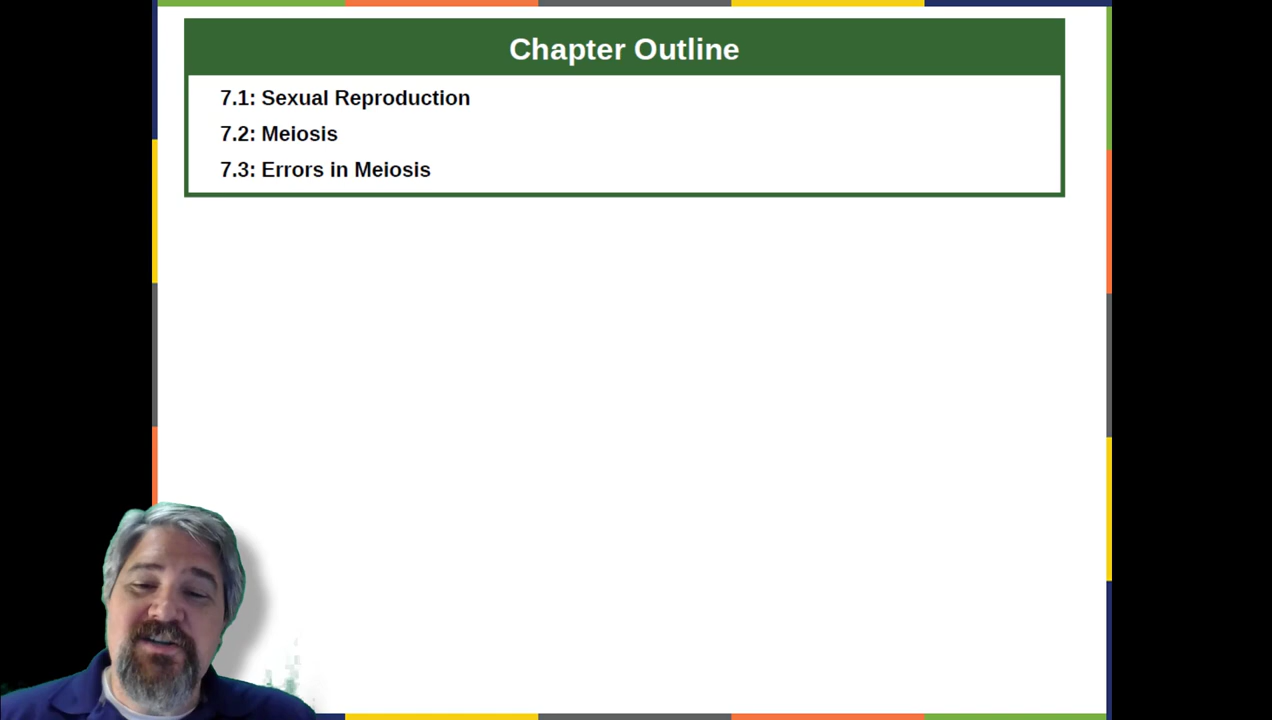 Chapter Outline
7.1: Sexual Reproduction
7.2: Meiosis
7.3: Errors in Meiosis